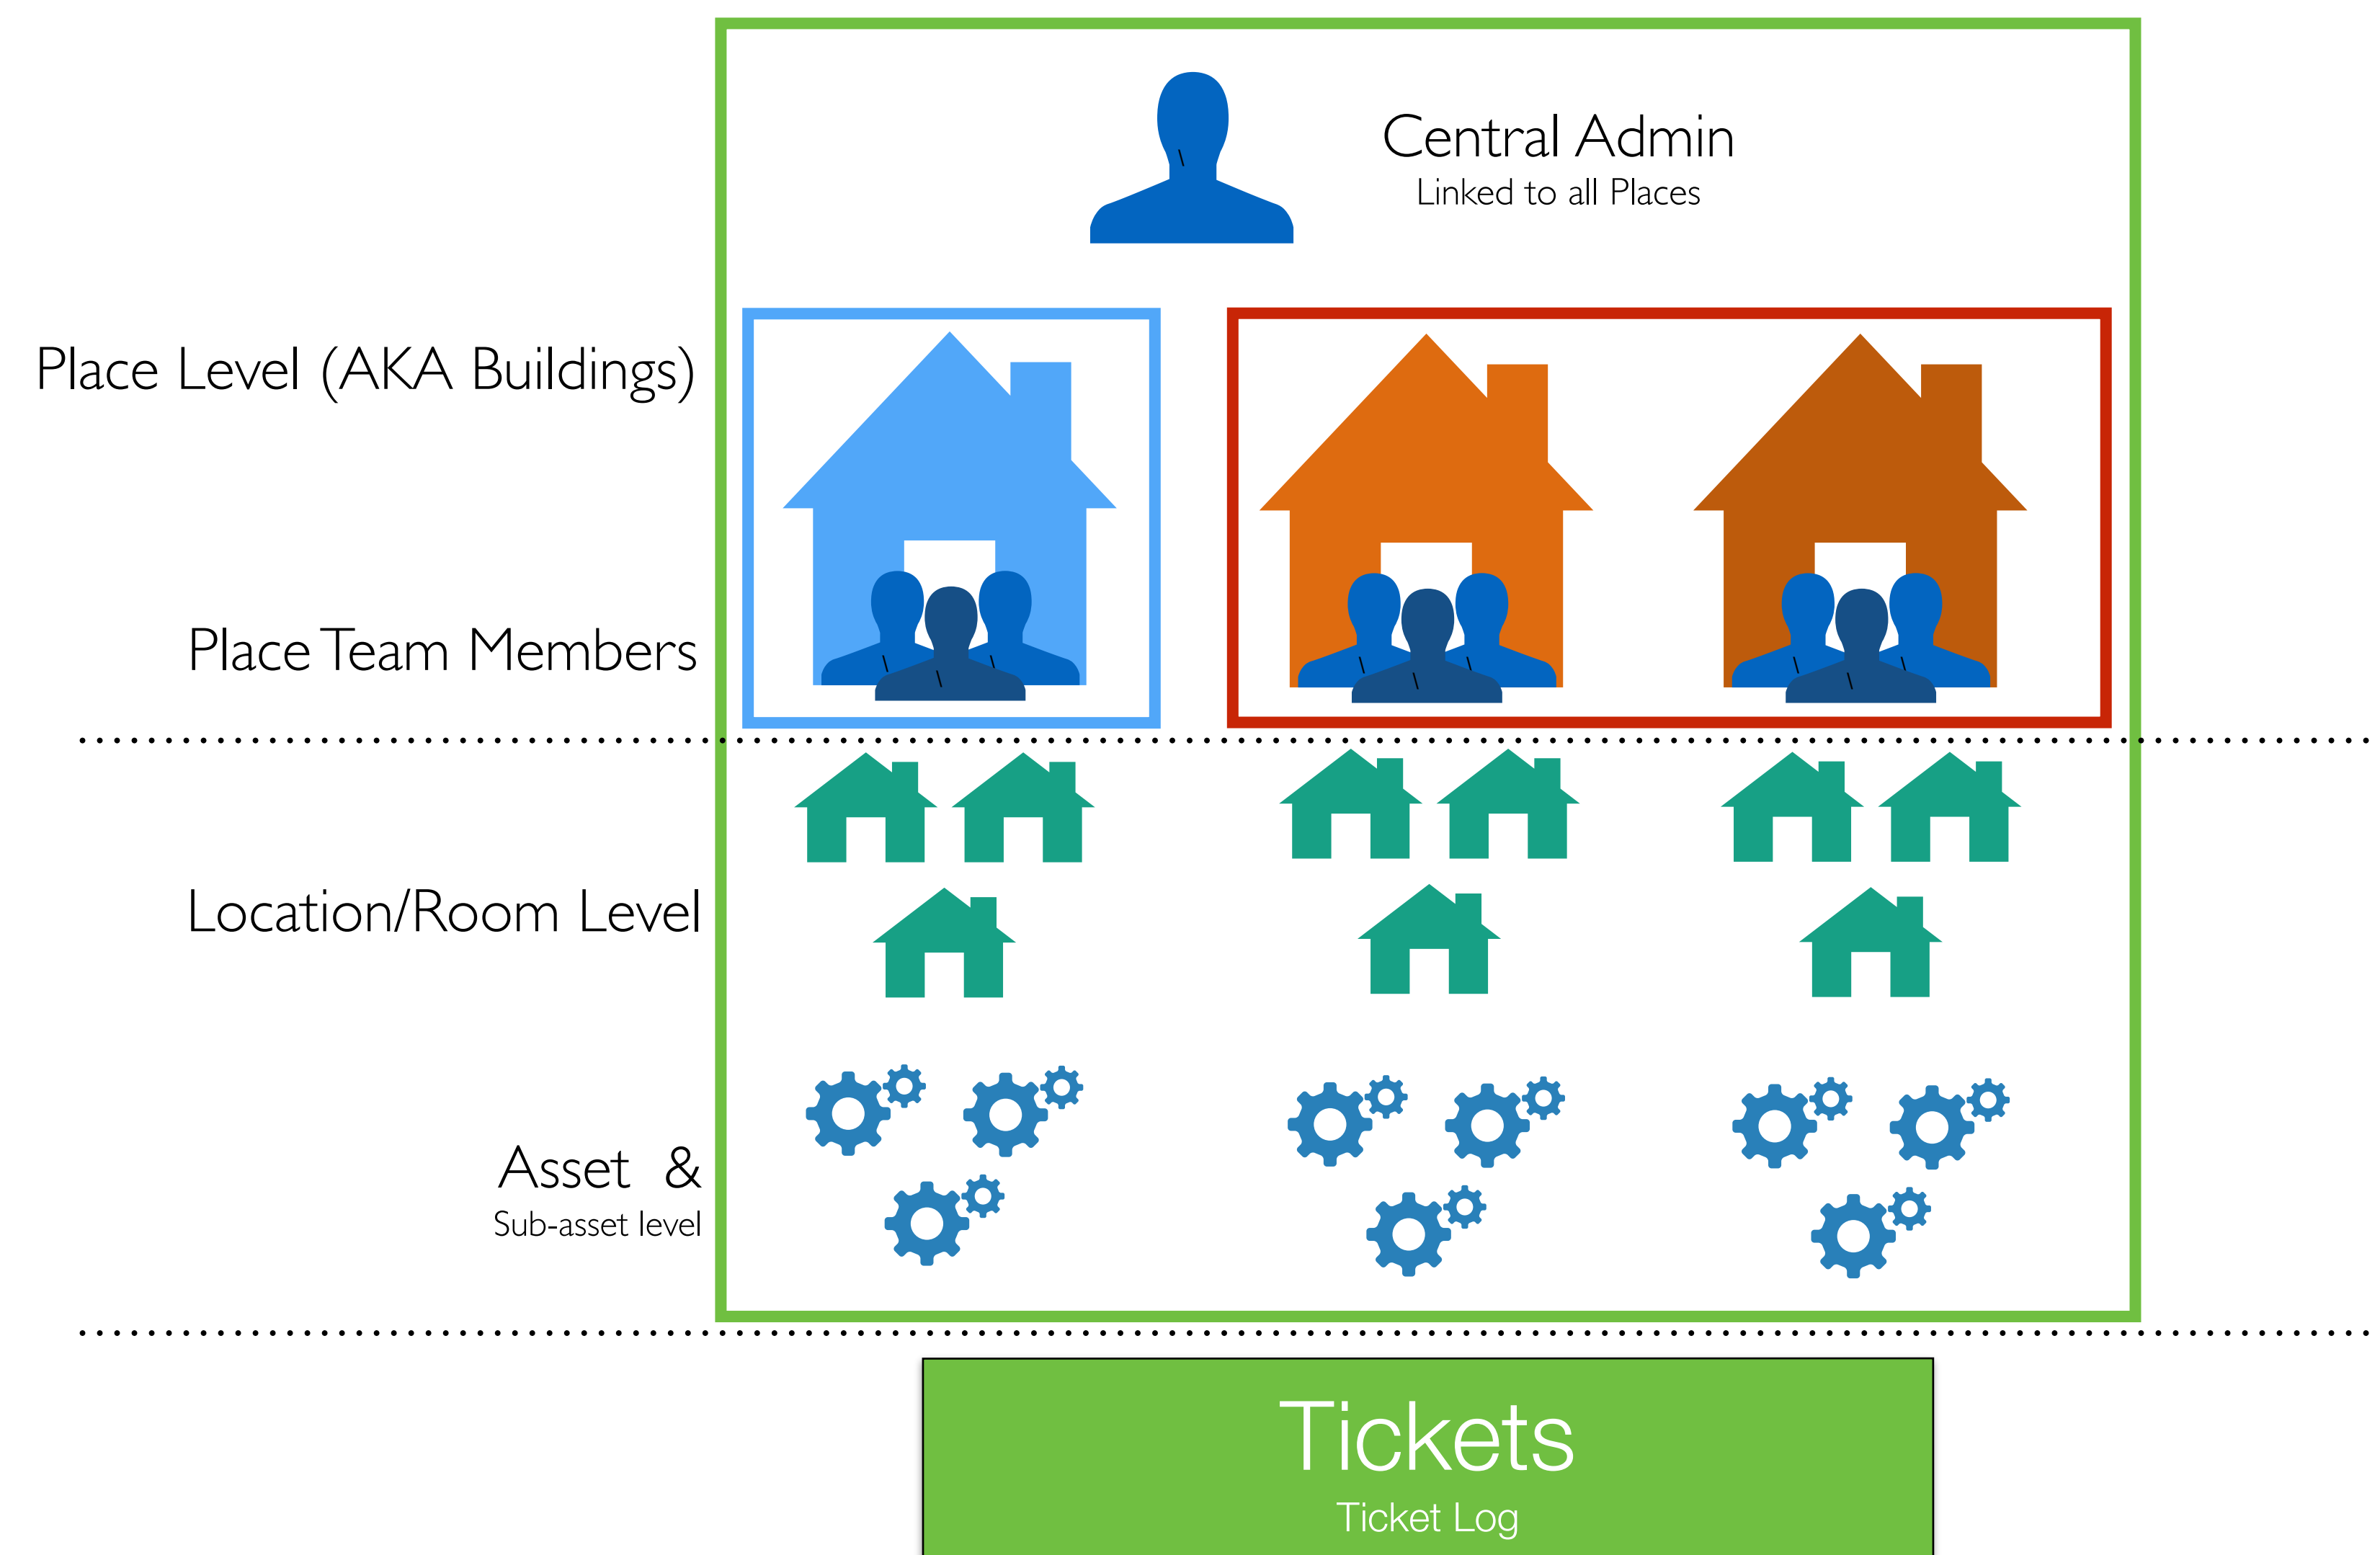 Central Admin
Linked to all Places
Place Level (AKA Buildings)
Place Team Members
Location/Room Level
Asset &
Sub-asset level
Tickets
Ticket Log